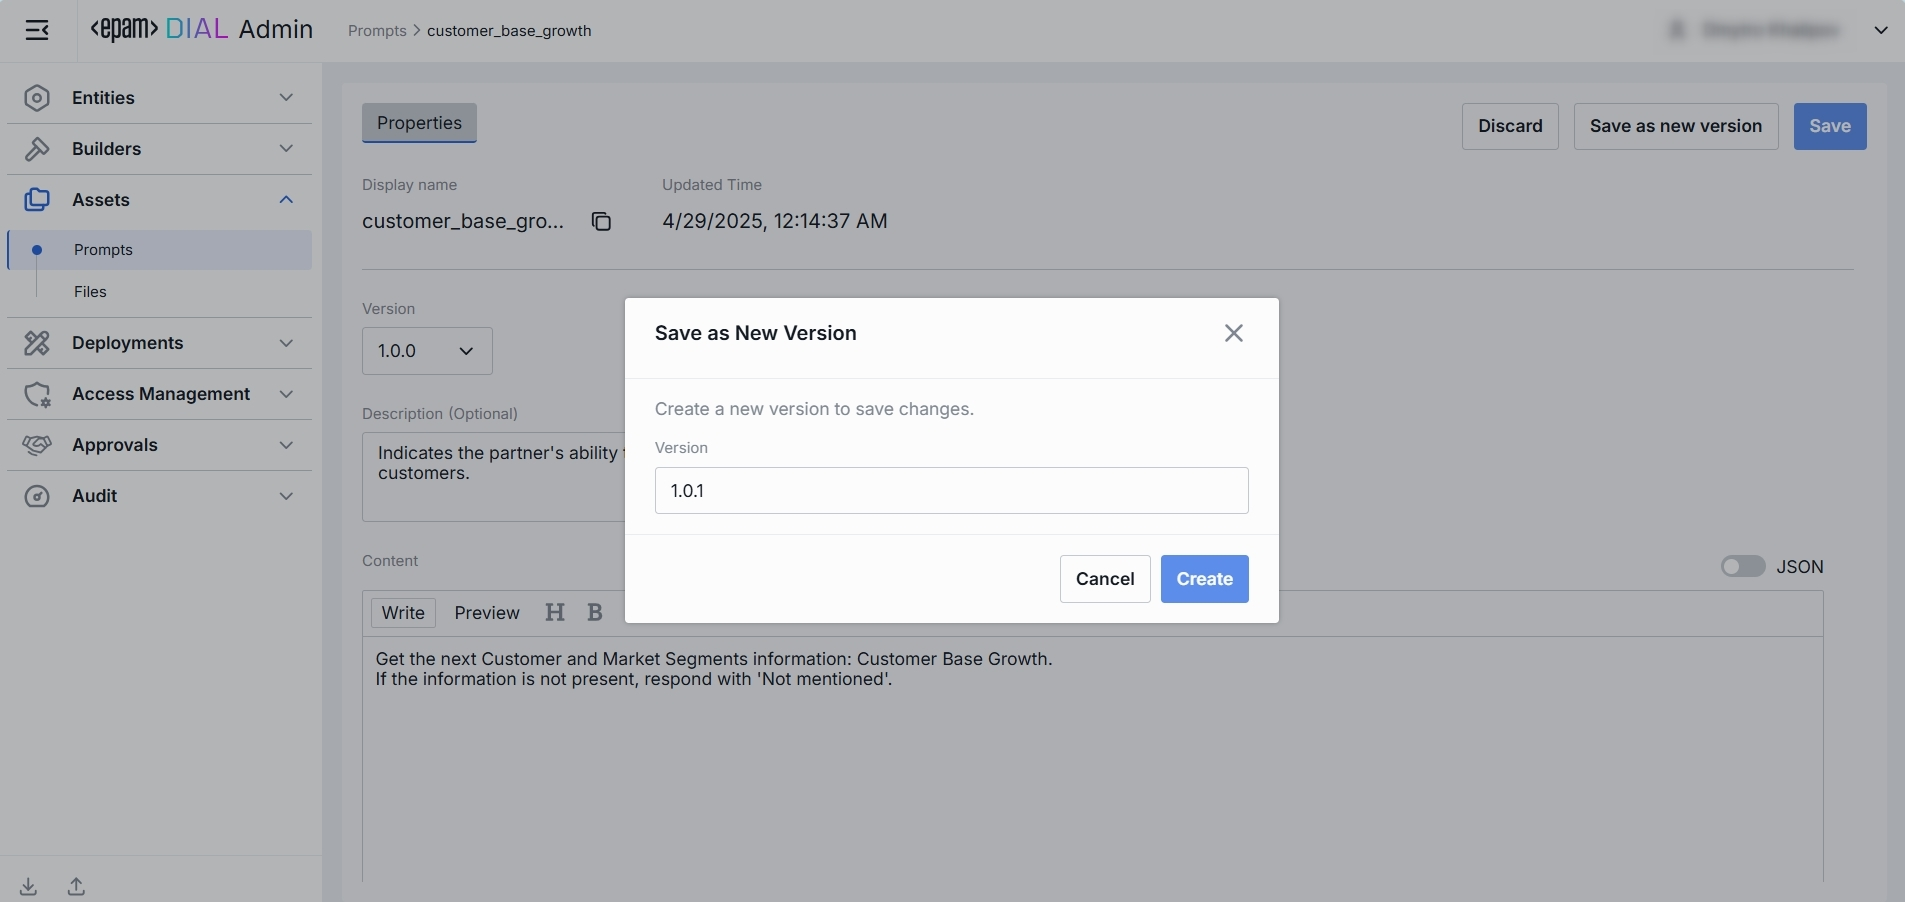 <epam> DIAL Admin
Prompts > customer_base_growth
Entities
Builders
Assets
Prompts
Files
Deployments
Access Management
Approvals
Audit
Properties
Discard
Save as new version
Save
Display name
Updated Time
customer_base_gro...
4/29/2025, 12:14:37 AM
Version
1.0.0
Description (Optional)
Indicates the partner's ability
customers.
Save as New Version
Create a new version to save changes.
Version
1.0.1
Cancel
Create
Content
JSON
Write
Preview
H
B
Get the next Customer and Market Segments information: Customer Base Growth.
If the information is not present, respond with 'Not mentioned'.